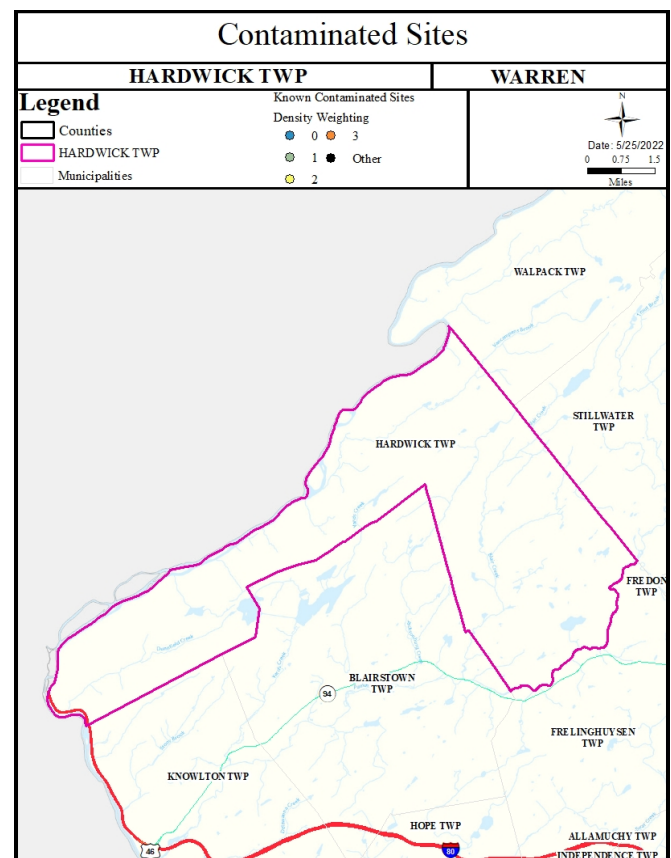 Contaminated Sites
HARDWICK TWP
WARREN
Legend
Counties
HARDWICK TWP
Municipalities
Known Contaminated Sites
Density Weighting
0 3
1 Other
2
N
Date: 5/25/2022
0 0.75 1.5
Miles
WALPACK TWP
STILLWATER
TWP
HARDWICK TWP
FREDON
TWP
BLAIRSTOWN
TWP
94
FRELINGHUYSEN
TWP
KNOWLTON TWP
HOPE TWP
ALLAMUCHY TWP
46
80
INDEPENDENCE TWP